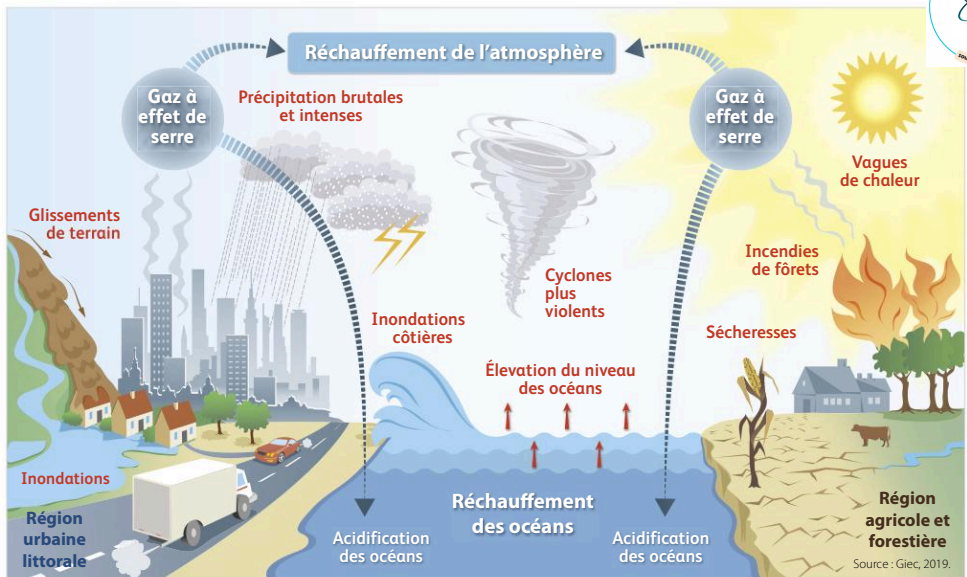 Réchauffement de l'atmosphère
Gaz à
effet de
serre
Précipitation brutales
et intenses
Gaz à
effet de
serre
Vagues
de chaleur
Glissements
de terrain
Incendies
de fôrets
Cyclones
plus
violents
Inondations
côtières
Sécheresses
Élevation du niveau
des océans
Inondations
Région
urbaine
littorale
Réchauffement
des océans
Acidification
des océans
Acidification
des océans
Région
agricole et
forestière
Source : Giec, 2019.